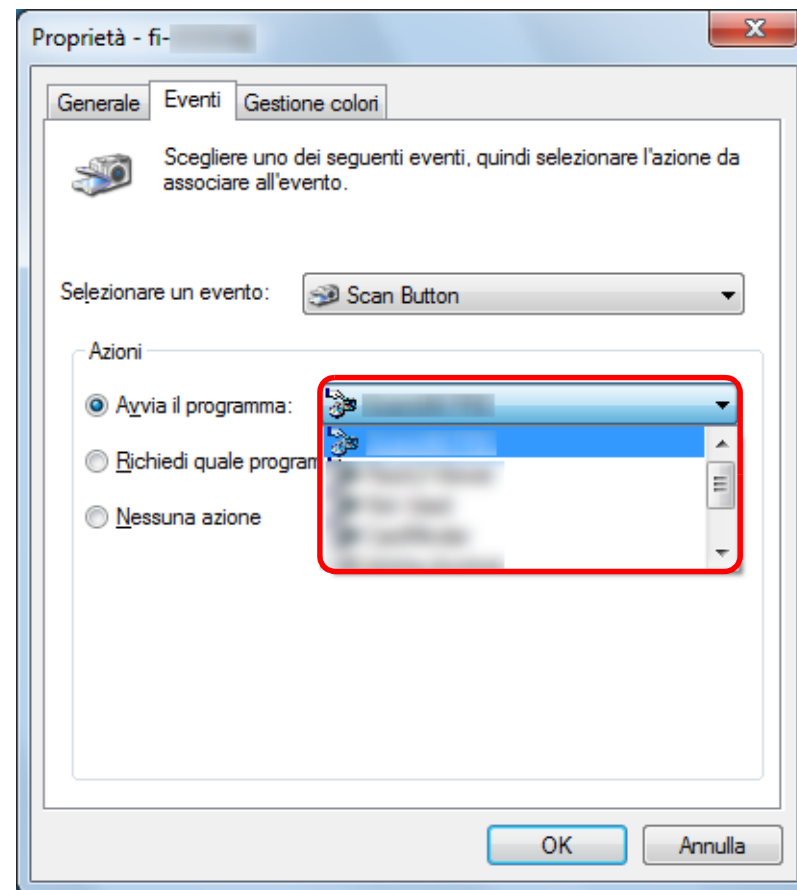 Proprietà - fi-
Generale Eventi Gestione colori
Scegliere uno dei seguenti eventi, quindi selezionare l'azione da
associare all'evento.
Selezionare un evento: Scan Button
Azioni
Avvia il programma:
Richiedi quale program
Nessuna azione
OK Annulla